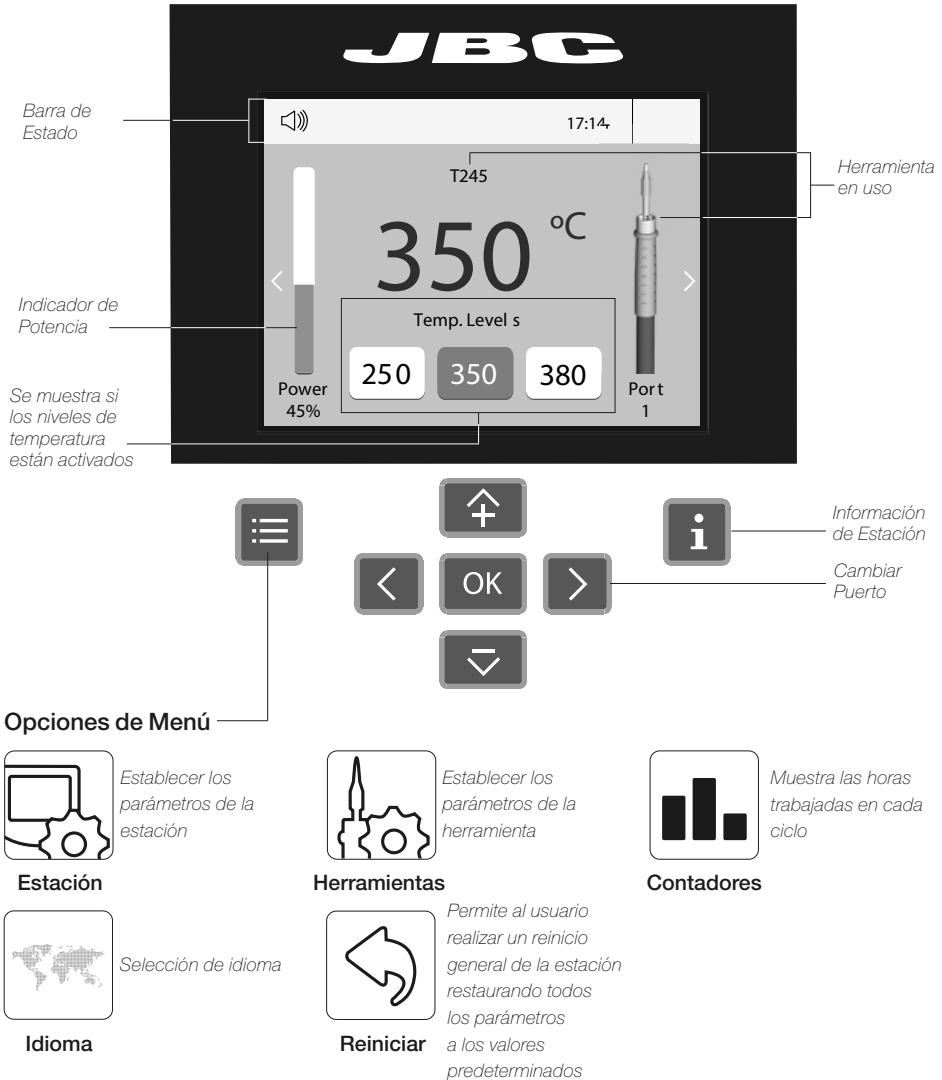 JBC
Barra de
Estado
17:14
T245
Herramienta
en uso
350 ºC
Indicador de
Potencia
Temp. Level s
250 350 380
Power
45%
Port
1
Se muestra si
los niveles de
temperatura
están activados
Información
de Estación
OK
Cambiar
Puerto
Opciones de Menú
Establecer los
parámetros de la
estación
Estación
Establecer los
parámetros de la
herramienta
Herramientas
Muestra las horas
trabajadas en cada
ciclo
Contadores
Selección de idioma
Idioma
Permite al usuario
realizar un reinicio
general de la estación
restaurando todos
los parámetros
a los valores
predeterminados
Reiniciar